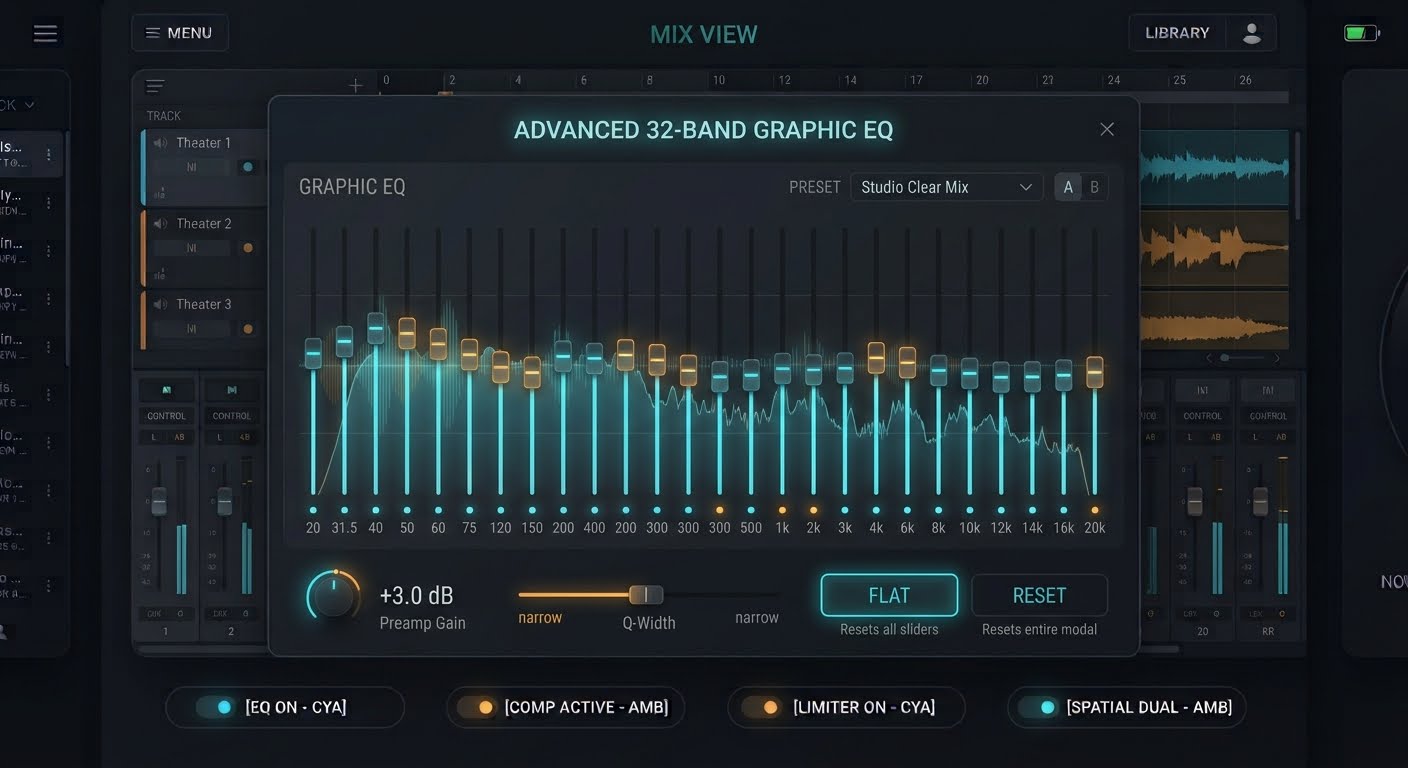 MENU
MIX VIEW
LIBRARY
0 2 4 6 8 10 12 14 17 20 27 24 25 26
TRACK
Theater 1
Theater 2
Theater 3
ADVANCED 32-BAND GRAPHIC EQ
GRAPHIC EQ
PRESET
Studio Clear Mix
A B
20 31.5 40 50 60 75 120 150 200 400 200 300 300 300 500 1k 2k 3k 4k 6k 8k 10k 12k 14k 16k 20k
CONTROL CONTROL
L AB L
CONTROL CONTROL
L AB L AB
1 2
20 RR
+3.0 dB
Preamp Gain
narrow
Q-Width
narrow
FLAT
Resets all sliders
RESET
Resets entire modal
[EQ ON - CYA]
[COMP ACTIVE - AMB]
[LIMITER ON - CYA]
[SPATIAL DUAL - AMB]